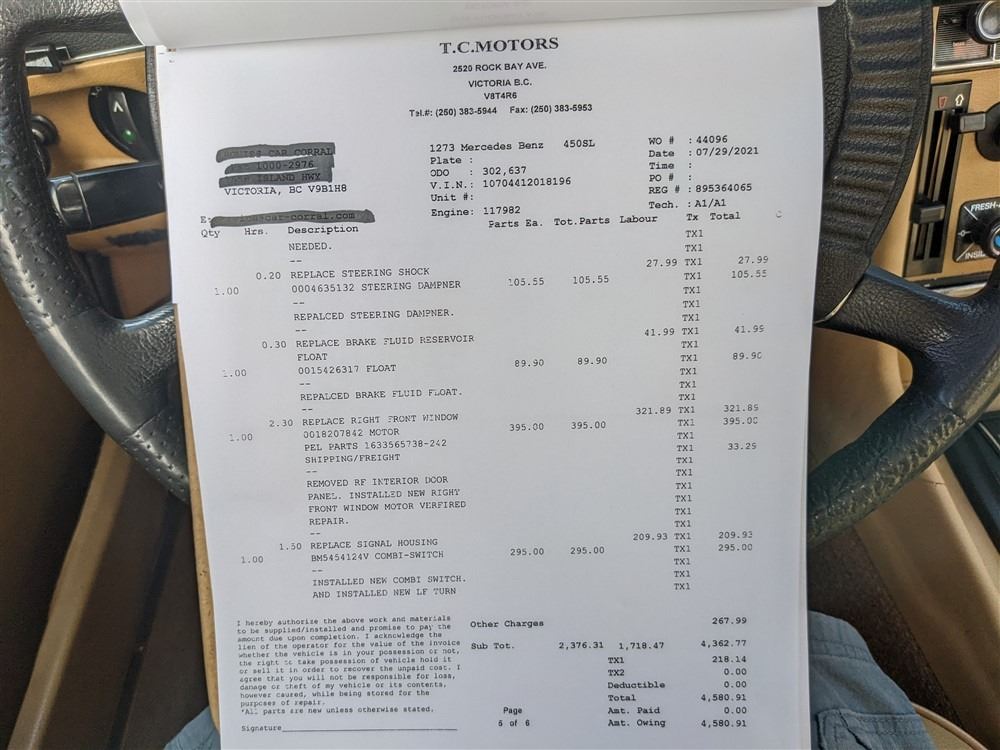 T.C.MOTORS
2520 ROCK BAY AVE.
VICTORIA B.C.
V8T4R6
Tel.#: (250) 383-5944 Fax: (250) 383-5953
CAR CORRAL
1000-2976
ISLAND HWY
VICTORIA, BC V9B1H8
car-corral.com
1273 Mercedes Benz 450SL
Plate :
ODO : 302,637
V.I.N.: 10704412018196
Unit #:
Engine: 117982
WO # : 44096
Date : 07/29/2021
Time :
PO # :
REG # : 895364065
Tech. : A1/A1
Qty Hrs. Description Parts Ea. Tot.Parts Labour Tx Total
TX1
NEEDED. TX1
--
0.20 REPLACE STEERING SHOCK 27.99 TX1 27.99
1.00 0004635132 STEERING DAMPNER 105.55 105.55 TX1 105.55
-- TX1
REPALCED STEERING DAMPNER. TX1
--
0.30 REPLACE BRAKE FLUID RESERVOIR 41.99 TX1 41.99
FLOAT TX1
1.00 0015426317 FLOAT 89.90 89.90 TX1 89.90
-- TX1
REPALCED BRAKE FLUID FLOAT. TX1
--
2.30 REPLACE RIGHT FRONT WINDOW 321.89 TX1 321.89
1.00 0018207842 MOTOR 395.00 395.00 TX1 395.00
PEL PARTS 1633565738-242 TX1
SHIPPING/FREIGHT TX1 33.29
-- TX1
REMOVED RF INTERIOR DOOR TX1
PANEL. INSTALLED NEW RIGHT TX1
FRONT WINDOW MOTOR VERFIRED TX1
REPAIR. TX1
--
1.50 REPLACE SIGNAL HOUSING 209.93 TX1 209.93
1.00 BM5454124V COMBI-SWITCH 295.00 295.00 TX1 295.00
-- TX1
INSTALLED NEW COMBI SWITCH. TX1
AND INSTALLED NEW LF TURN TX1
I hereby authorize the above work and materials
to be supplied/installed and promise to pay the
amount due upon completion. I acknowledge the
lien of the operator for the value of the invoice
whether the vehicle is in your possession or not,
the right to take possession of vehicle hold it
or sell it in order to recover the unpaid cost. I
agree that you will not be responsible for loss,
damage or theft of my vehicle or its contents,
however caused, while being stored for the
purposes of repair.
*All parts are new unless otherwise stated.
Signature
Other Charges 267.99
Sub Tot. 2,376.31 1,718.47 4,362.77
TX1 218.14
TX2 0.00
Deductible 0.00
Total 4,580.91
Amt. Paid 0.00
Amt. Owing 4,580.91
Page
6 of 6
FRESH-
INSI